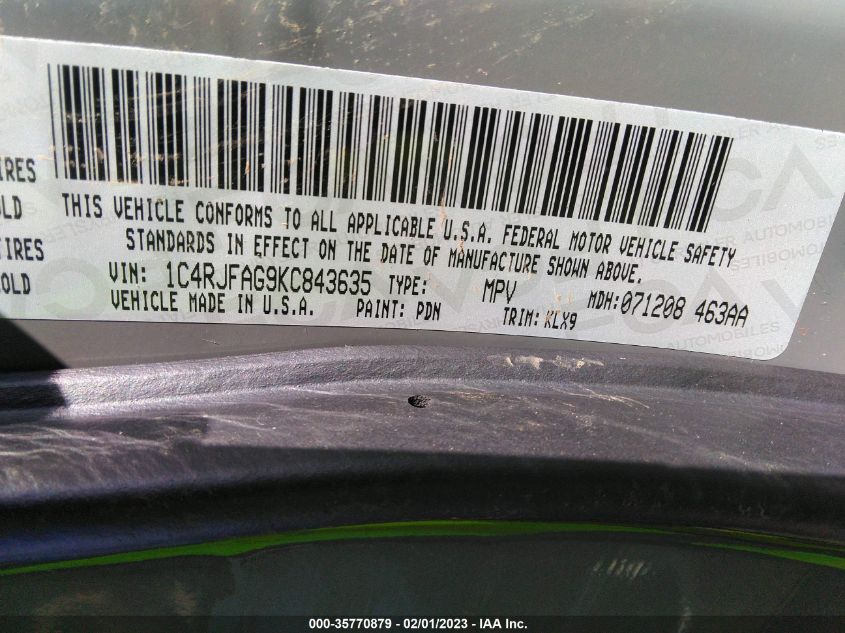 IRES
OLD
TIRES
COLD
THIS VEHICLE CONFORMS TO ALL APPLICABLE U.S.A. FEDERAL MOTOR VEHICLE SAFETY
STANDARDS IN EFFECT ON THE DATE OF MANUFACTURE SHOWN ABOVE.
VIN: 1C4RJFAG9KC843635 TYPE: MPV MDH: 071208 463AA
VEHICLE MADE IN U.S.A. PAINT: PDN TRIM: KLX9
000-35770879 - 02/01/2023 - IAA Inc.